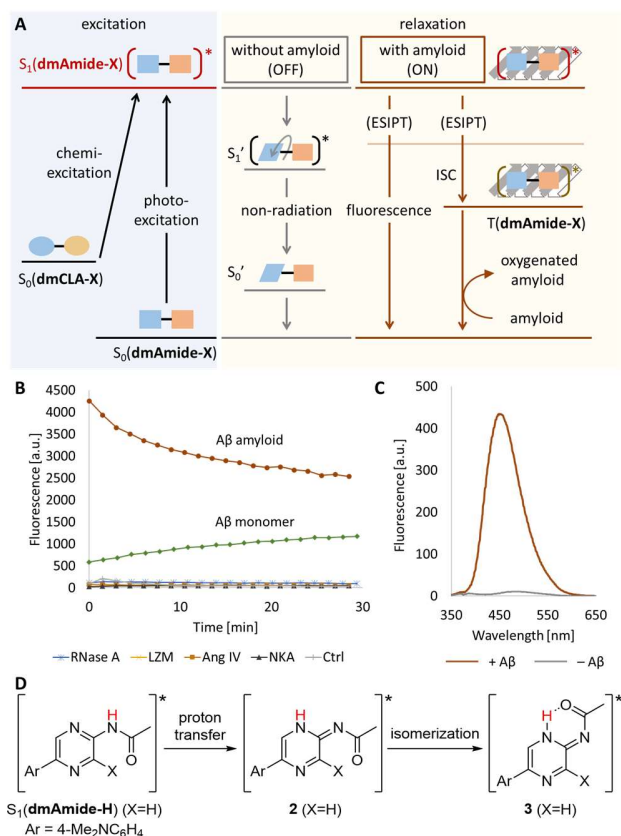 A
excitation
relaxation
S1(dmAmide-X)
*
without amyloid
(OFF)
with amyloid
(ON)
*
(ESIPT)
(ESIPT)
S1'
*
chemi-
excitation
photo-
excitation
non-radiation
fluorescence
ISC
*
T(dmAmide-X)
S0(dmCLA-X)
S0'
oxygenated
amyloid
amyloid
S0(dmAmide-X)
B
Fluorescence [a.u.]
4500
4000
3500
3000
2500
2000
1500
1000
500
0
Aβ amyloid
Aβ monomer
0
10
20
30
Time [min]
RNase A
LZM
Ang IV
NKA
Ctrl
C
Fluorescence [a.u.]
500
400
300
200
100
0
350
450
550
650
Wavelength [nm]
+ Aβ
− Aβ
D
H
N
N
N
O
X
Ar
*
S1(dmAmide-H) (X=H)
Ar = 4-Me2NC6H4
proton
transfer
H
N
N
N
O
X
Ar
*
2 (X=H)
isomerization
H
O
N
N
N
X
Ar
*
3 (X=H)